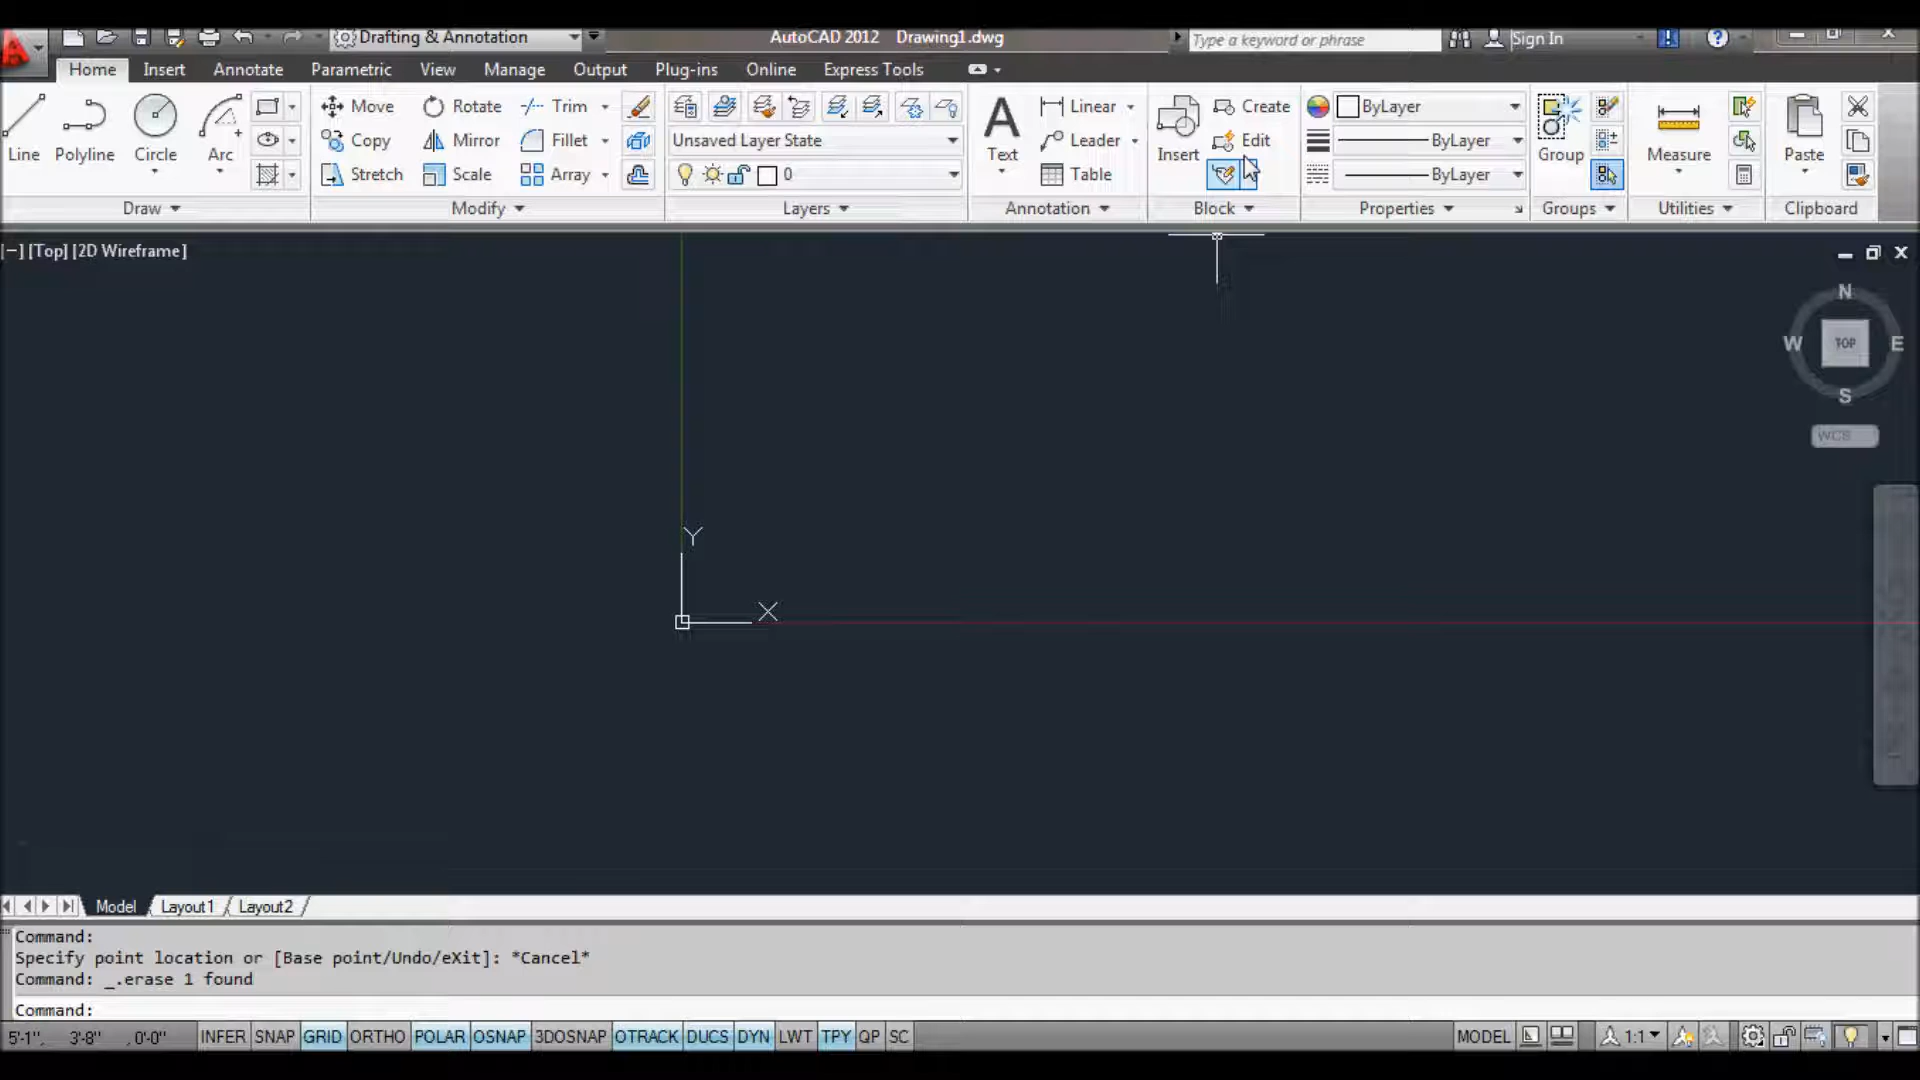 Drafting & Annotation AutoCAD 2012 Drawing1.dwg Type a keyword or phrase Sign In
Home Insert Annotate Parametric View Manage Output Plug-ins Online Express Tools
Line Polyline Circle Arc
Move Rotate Trim
Copy Mirror Fillet
Stretch Scale Array
Unsaved Layer State
0
Text
Linear
Leader
Table
Insert
Create
Edit
ByLayer
ByLayer
ByLayer
Group
Measure
Paste
Draw Modify Layers Annotation Block Properties Groups Utilities Clipboard
[−] [Top] [2D Wireframe]
N
W TOP E
S
WCS
Y
X
Model Layout1 Layout2
Command:
Specify point location or [Base point/Undo/eXit]: *Cancel*
Command: _.erase 1 found
Command:
5'-1", 3'-8" , 0'-0" INFER SNAP GRID ORTHO POLAR OSNAP 3DOSNAP OTRACK DUCS DYN LWT TPY QP SC MODEL 1:1